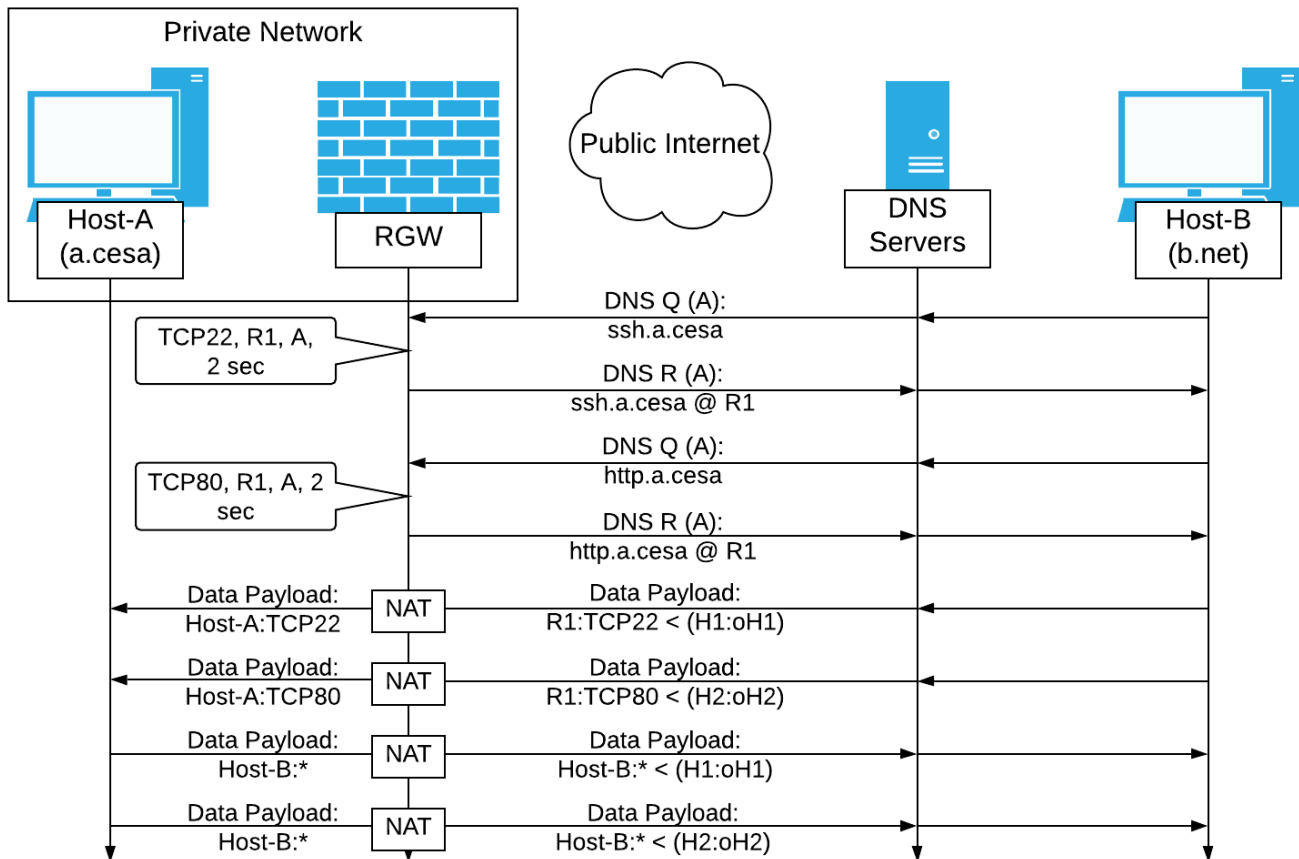 Private Network
Public Internet
Host-A
(a.cesa)
RGW
DNS
Servers
Host-B
(b.net)
DNS Q (A):
ssh.a.cesa
TCP22, R1, A,
2 sec
DNS R (A):
ssh.a.cesa @ R1
DNS Q (A):
http.a.cesa
TCP80, R1, A, 2
sec
DNS R (A):
http.a.cesa @ R1
Data Payload:
Host-A:TCP22
NAT
Data Payload:
R1:TCP22 < (H1:oH1)
Data Payload:
Host-A:TCP80
NAT
Data Payload:
R1:TCP80 < (H2:oH2)
Data Payload:
Host-B:*
NAT
Data Payload:
Host-B:* < (H1:oH1)
Data Payload:
Host-B:*
NAT
Data Payload:
Host-B:* < (H2:oH2)